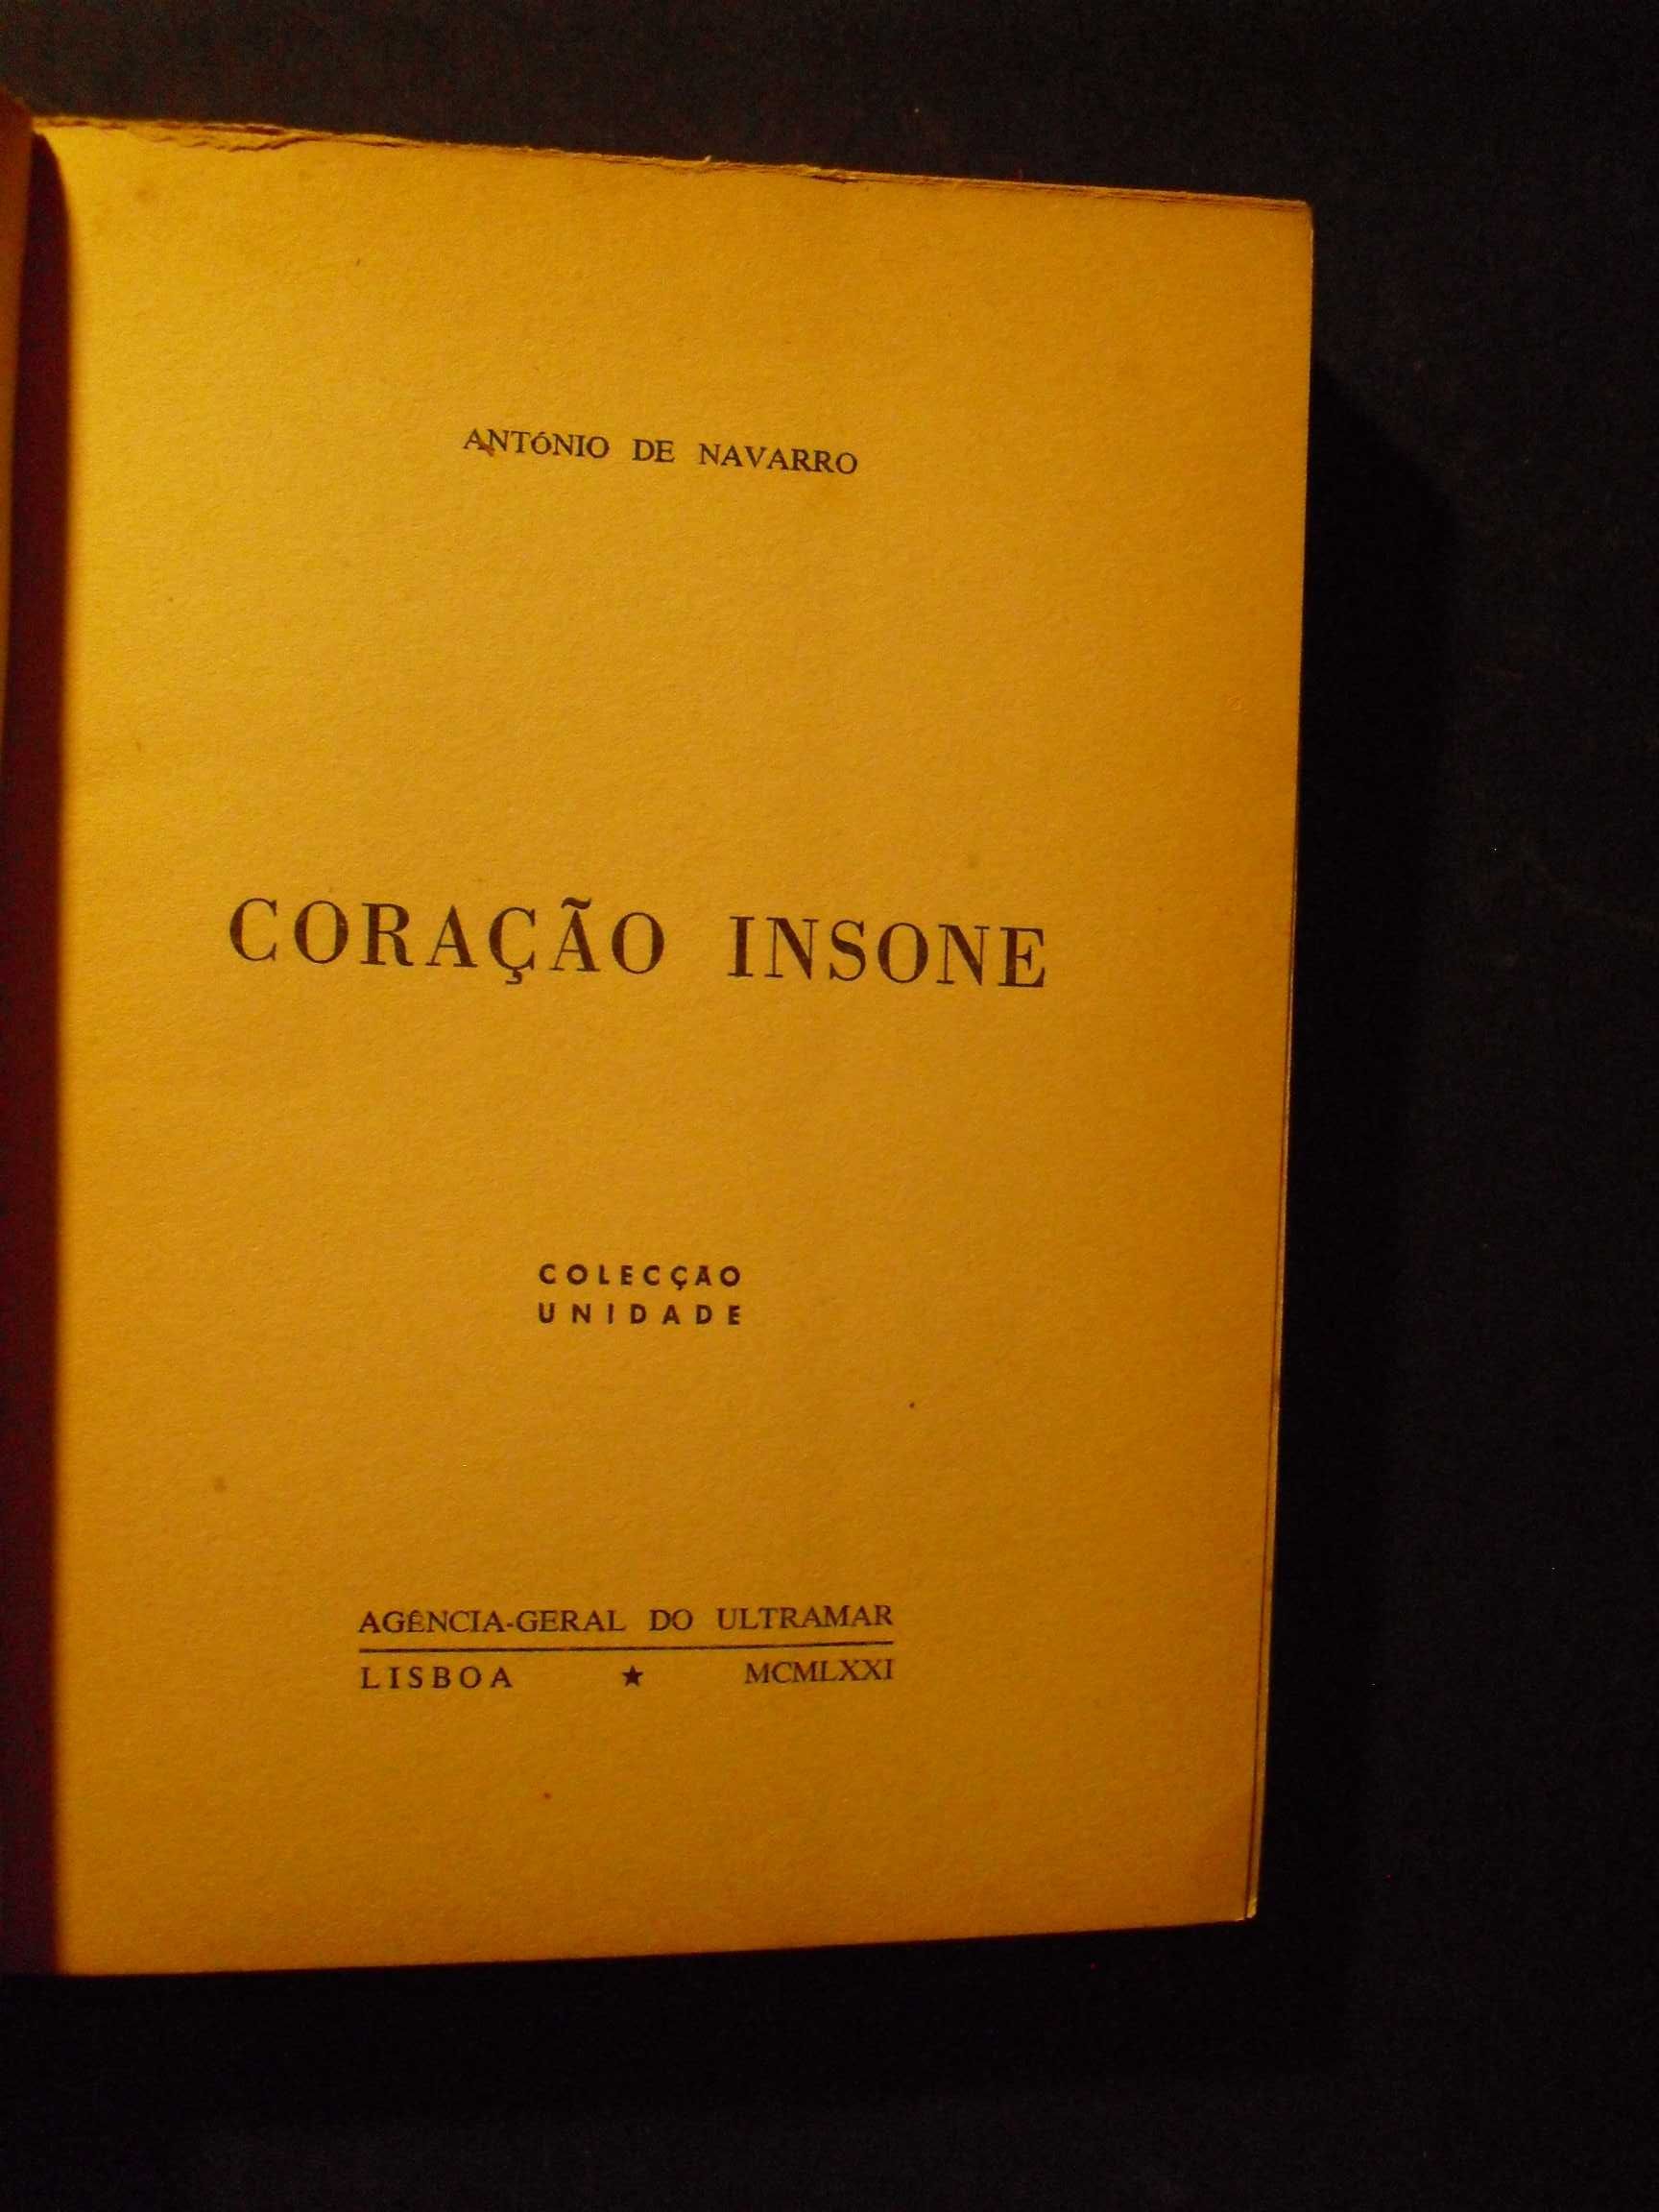 ANTÓNIO DE NAVARRO
CORAÇÃO INSONE
COLECÇÃO
UNIDADE
AGÊNCIA-GERAL DO ULTRAMAR
LISBOA ★ MCMLXXI